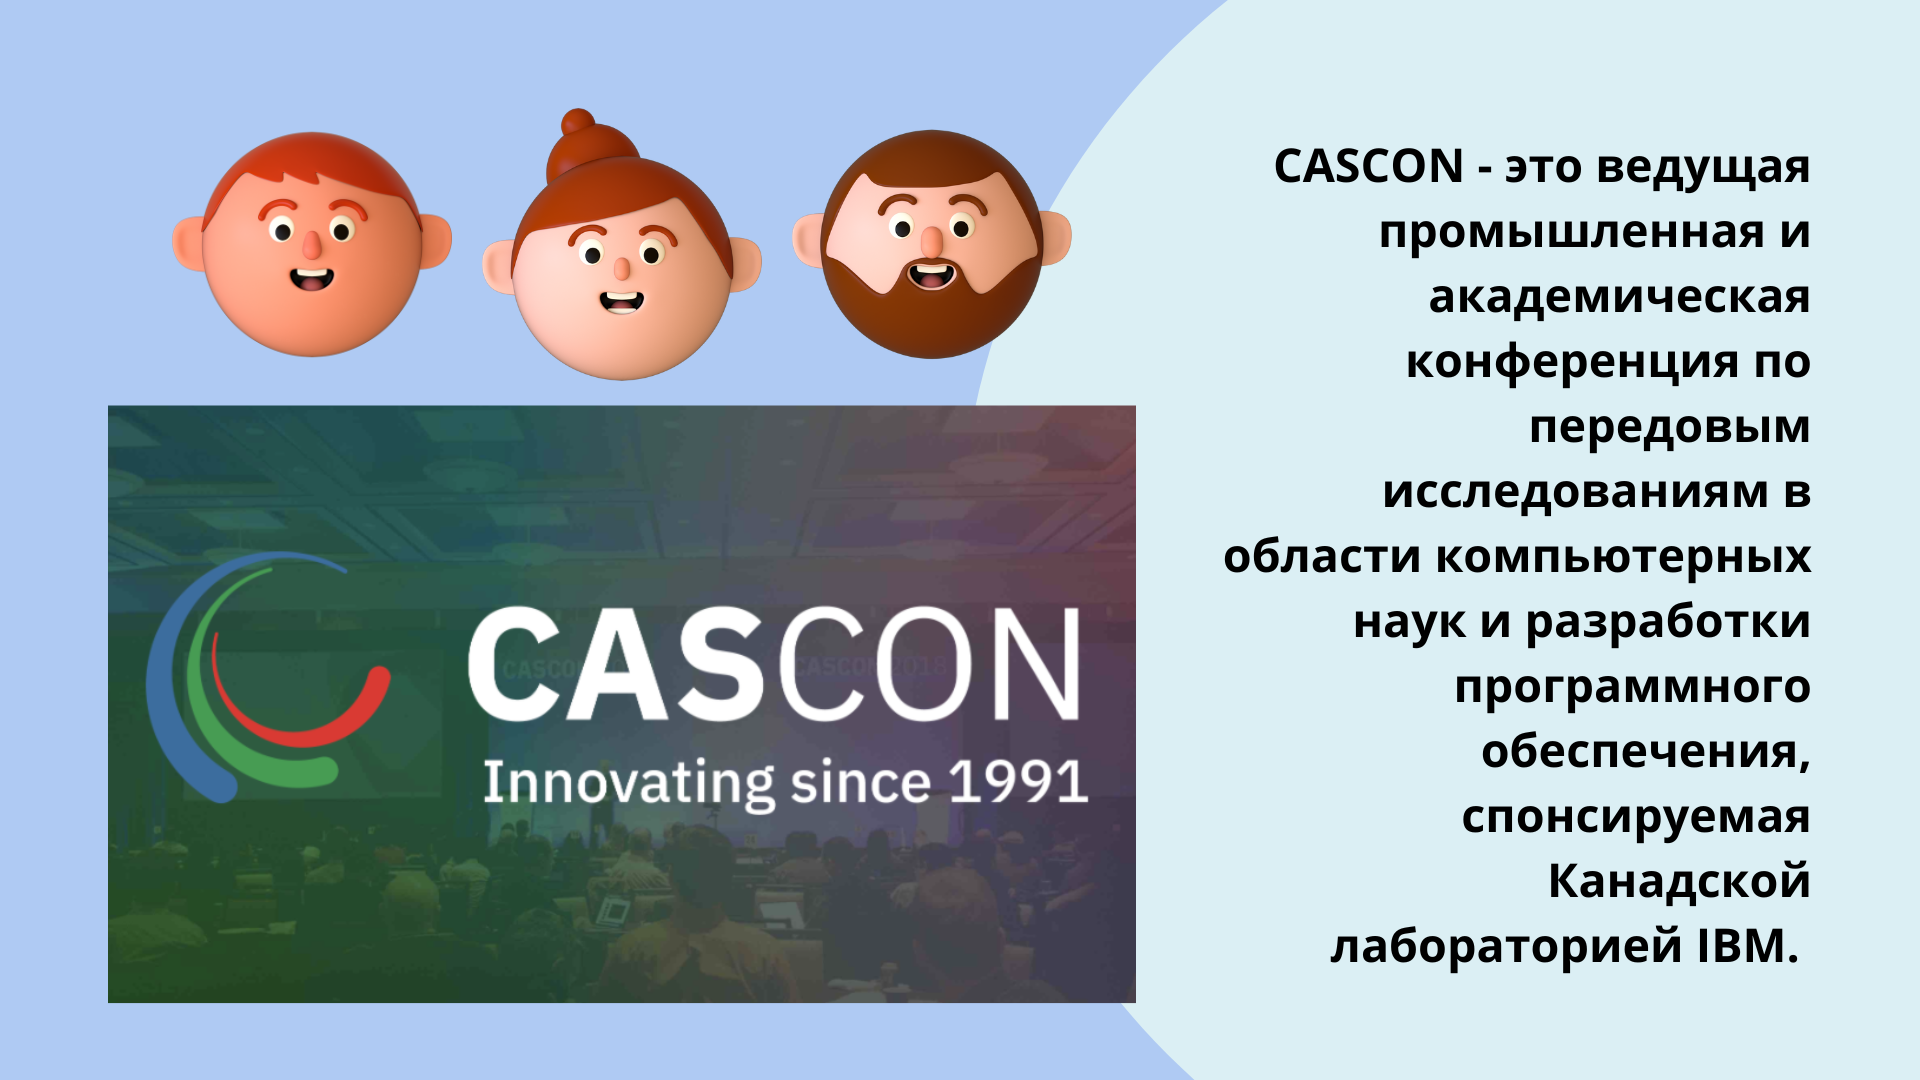 CASCON - это ведущая
промышленная и
академическая
конференция по
передовым
исследованиям в
области компьютерных
наук и разработки
программного
обеспечения,
спонсируемая
Канадской
лабораторией IBM.
CASCON
Innovating since 1991